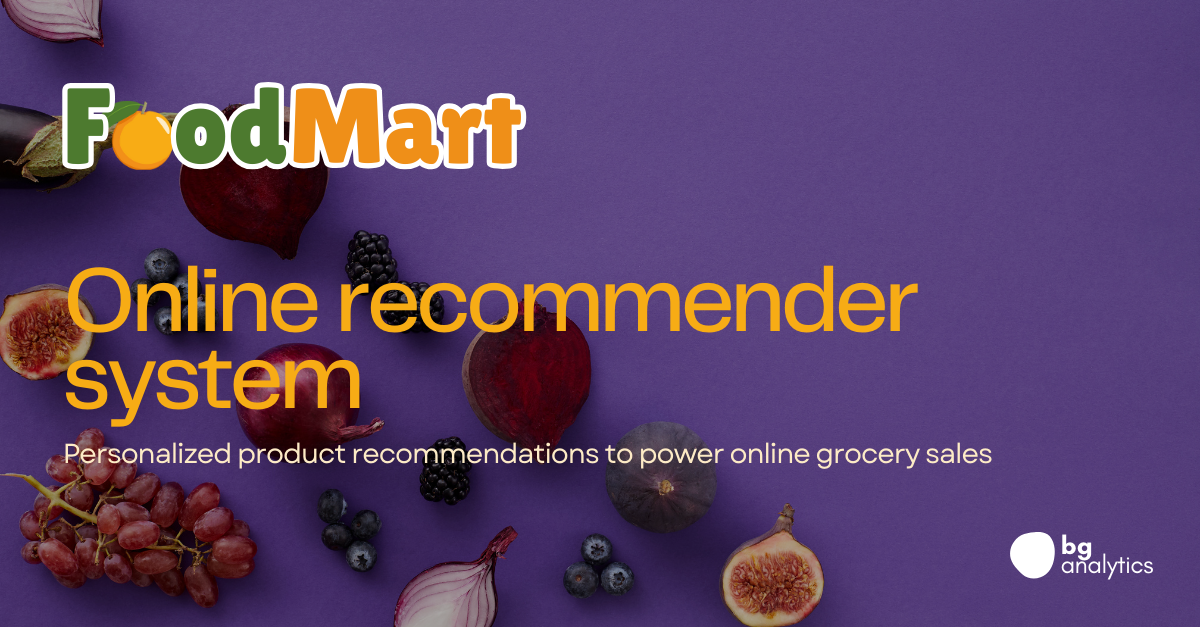 FoodMart
Online recommender
system
Personalized product recommendations to power online grocery sales
bg
analytics